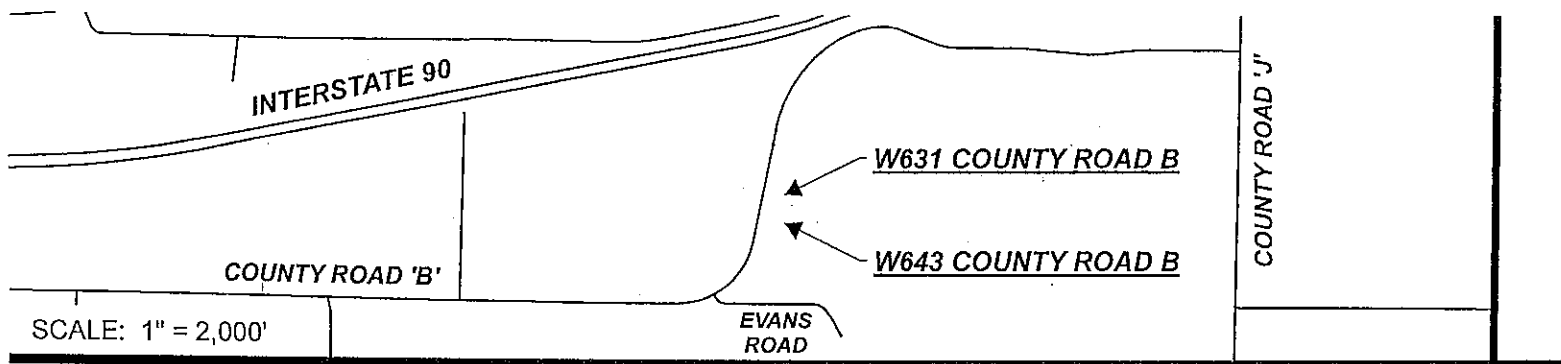 INTERSTATE 90
W631 COUNTY ROAD B
COUNTY ROAD 'J'
W643 COUNTY ROAD B
COUNTY ROAD 'B'
SCALE: 1" = 2,000'
EVANS
ROAD